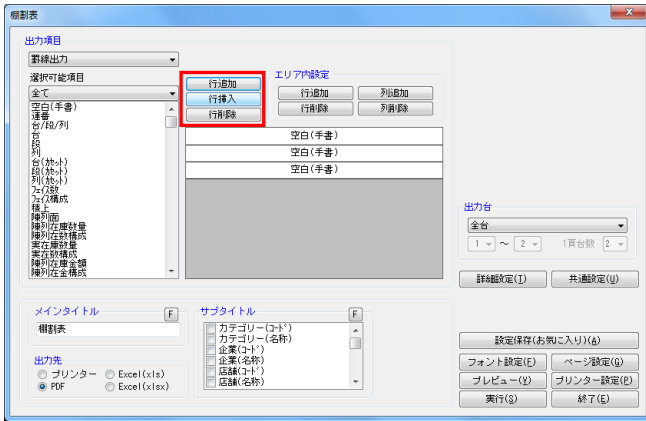 棚割表
出力項目
罫線出力
選択可能項目
全て
空白(手書)
連番
台/段/列
台
段
列
台(ｶｾｯﾄ)
段(ｶｾｯﾄ)
列(ｶｾｯﾄ)
ﾌｪｲｽ数
ﾌｪｲｽ構成
積上
陳列面
陳列在庫数量
陳列在数構成
実在庫数量
実在数構成
陳列在庫金額
陳列在金構成
行追加
行挿入
行削除
エリア内設定
行追加
列追加
行削除
列削除
空白(手書)
空白(手書)
空白(手書)
出力台
全台
1 ～ 2 1頁台数 2
詳細設定(I)
共通設定(U)
メインタイトル F
棚割表
出力先
プリンター Excel(xls)
PDF Excel(xlsx)
サブタイトル F
カテゴリー(ｺｰﾄﾞ)
カテゴリー(名称)
企業(ｺｰﾄﾞ)
企業(名称)
店舗(ｺｰﾄﾞ)
店舗(名称)
設定保存(お気に入り)(A)
フォント設定(F) ページ設定(G)
プレビュー(V) プリンター設定(P)
実行(S) 終了(E)